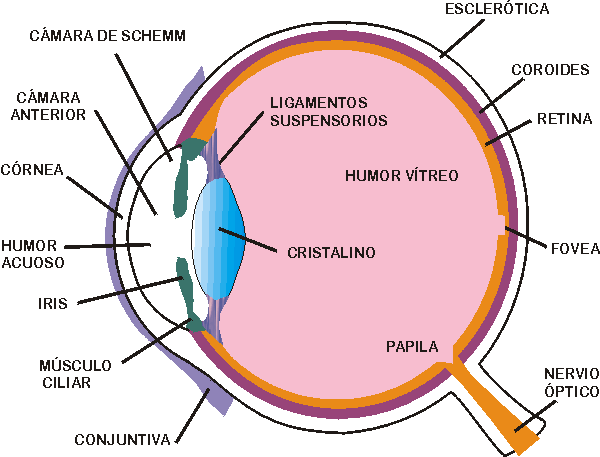 ESCLERÓTICA
CÁMARA DE SCHEMM
COROIDES
CÁMARA
ANTERIOR
LIGAMENTOS
SUSPENSORIOS
RETINA
CÓRNEA
HUMOR VÍTREO
HUMOR
ACUOSO
CRISTALINO
FOVEA
IRIS
PAPILA
MÚSCULO
CILIAR
NERVIO
ÓPTICO
CONJUNTIVA